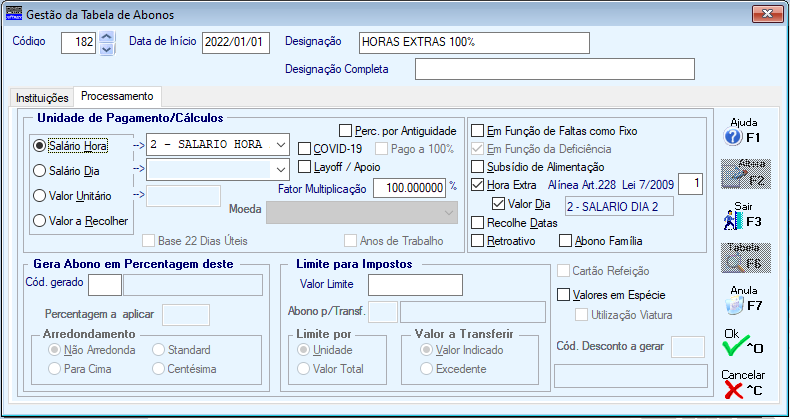 Gestão da Tabela de Abonos
Código 182 Data de Início 2022/01/01 Designação HORAS EXTRAS 100%
Designação Completa
Instituições Processamento
Unidade de Pagamento/Cálculos
Salário Hora --> 2 - SALARIO HORA
Salário Dia -->
Valor Unitário -->
Valor a Recolher
Perc. por Antiguidade
COVID-19 Pago a 100%
Layoff / Apoio
Fator Multiplicação 100.000000 %
Moeda
Base 22 Dias Úteis Anos de Trabalho
Em Função de Faltas como Fixo
Em Função da Deficiência
Subsídio de Alimentação
Hora Extra Alínea Art.228 Lei 7/2009 1
Valor Dia 2 - SALARIO DIA 2
Recolhe Datas
Retroativo Abono Família
Gera Abono em Percentagem deste
Cód. gerado
Percentagem a aplicar
Arredondamento
Não Arredonda Standard
Para Cima Centésima
Limite para Impostos
Valor Limite
Abono p/Transf.
Limite por
Unidade
Valor Total
Valor a Transferir
Valor Indicado
Excedente
Cartão Refeição
Valores em Espécie
Utilização Viatura
Cód. Desconto a gerar
Ajuda
F1
Altera
F2
Sair
F3
Tabela
F6
Anula
F7
Ok
^O
Cancelar
^C